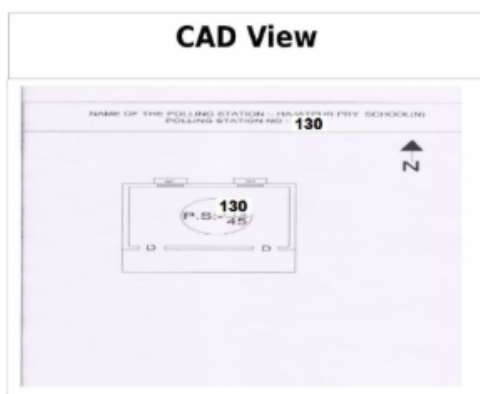 CAD View
NAME OF THE POLLING STATION :- HAJATPUR PRY. SCHOOL(N)
POLLING STATION NO :- 130
N
P.S:- 130
45
D D